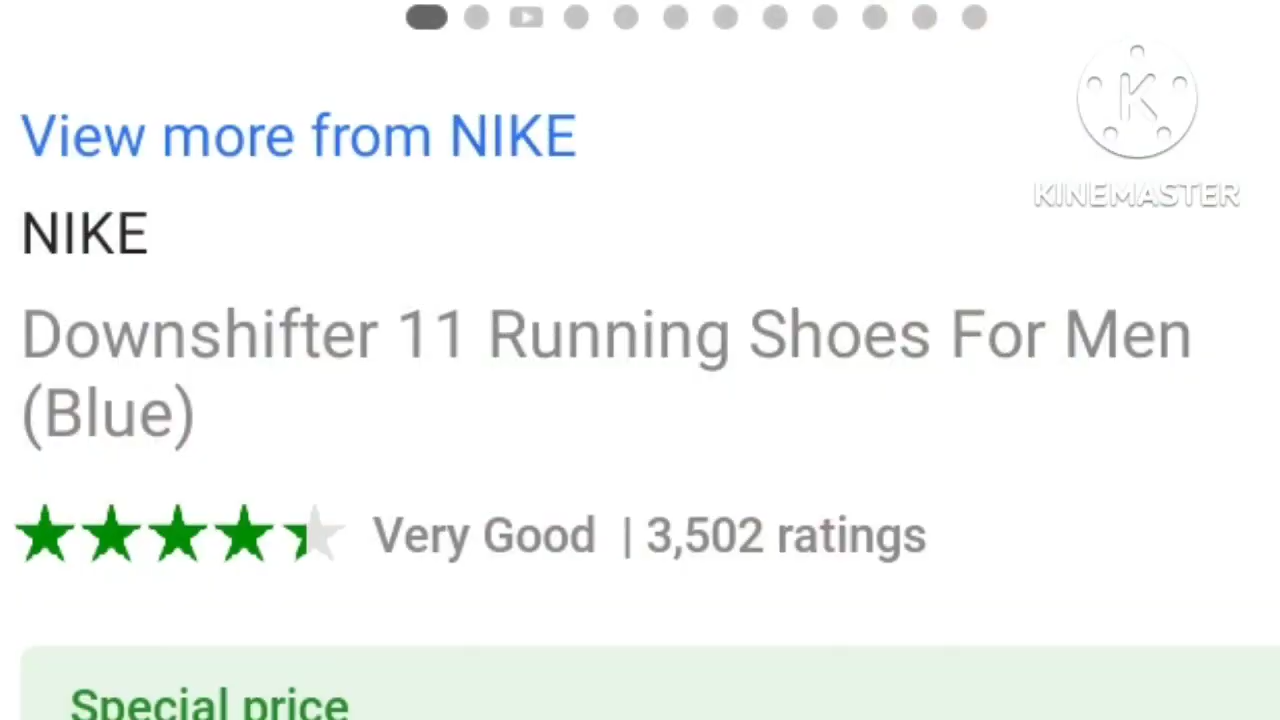 View more from NIKE
K
KINEMASTER
NIKE
Downshifter 11 Running Shoes For Men
(Blue)
Very Good | 3,502 ratings
Special price